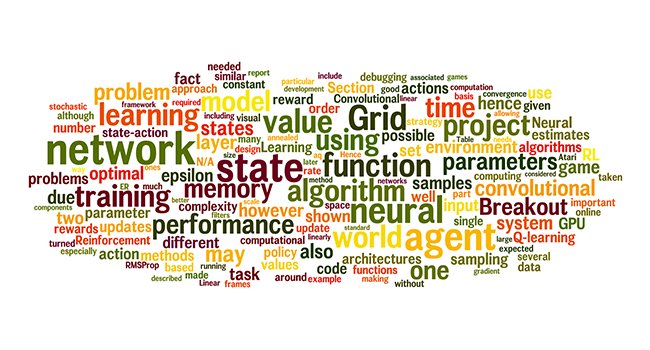 needed
fact similar report particular include debugging associated games
problem approach constant Section good actions development computation
stochastic framework required model reward Convolutional linear time convergence basis use
although learning including visual value order Grid strategy hence given
number state-action states many using possible project Neural estimates
network layer design Learning later aq Hence set environment algorithms Atari RL
N/A size state rate function parameters computing considered game taken
problems way optimal ones epsilon method networks
due ER much training memory algorithm samples convolutional
two parameter better complexity scale space well part Breakout important online
rewards updates filters however shown neural single system GPU
turned Reinforcement performance update standard world agent large Q-learning
especially different computational linearly architectures expected several
action methods may policy also one sampling data
RMSProp based running values code functions gradient
described made task around example making without
Linear frames
annealed Table needs allowing
components